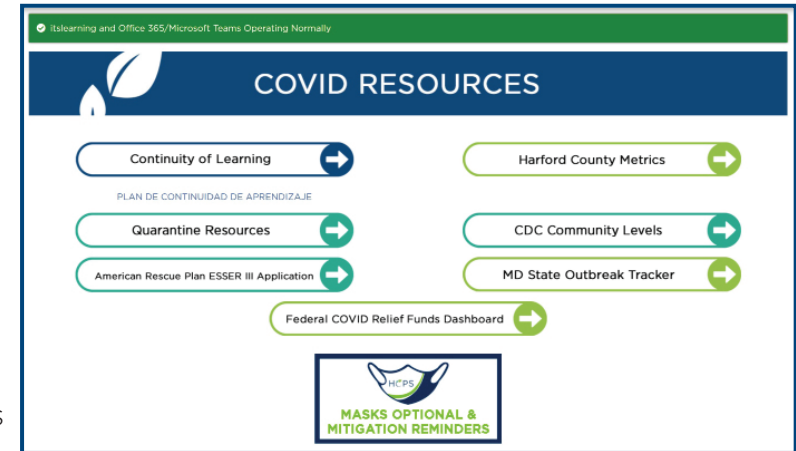 itslearning and Office 365/Microsoft Teams Operating Normally
COVID RESOURCES
Continuity of Learning
Harford County Metrics
PLAN DE CONTINUIDAD DE APRENDIZAJE
Quarantine Resources
CDC Community Levels
American Rescue Plan ESSER III Application
MD State Outbreak Tracker
Federal COVID Relief Funds Dashboard
HCPS
MASKS OPTIONAL &
MITIGATION REMINDERS
s